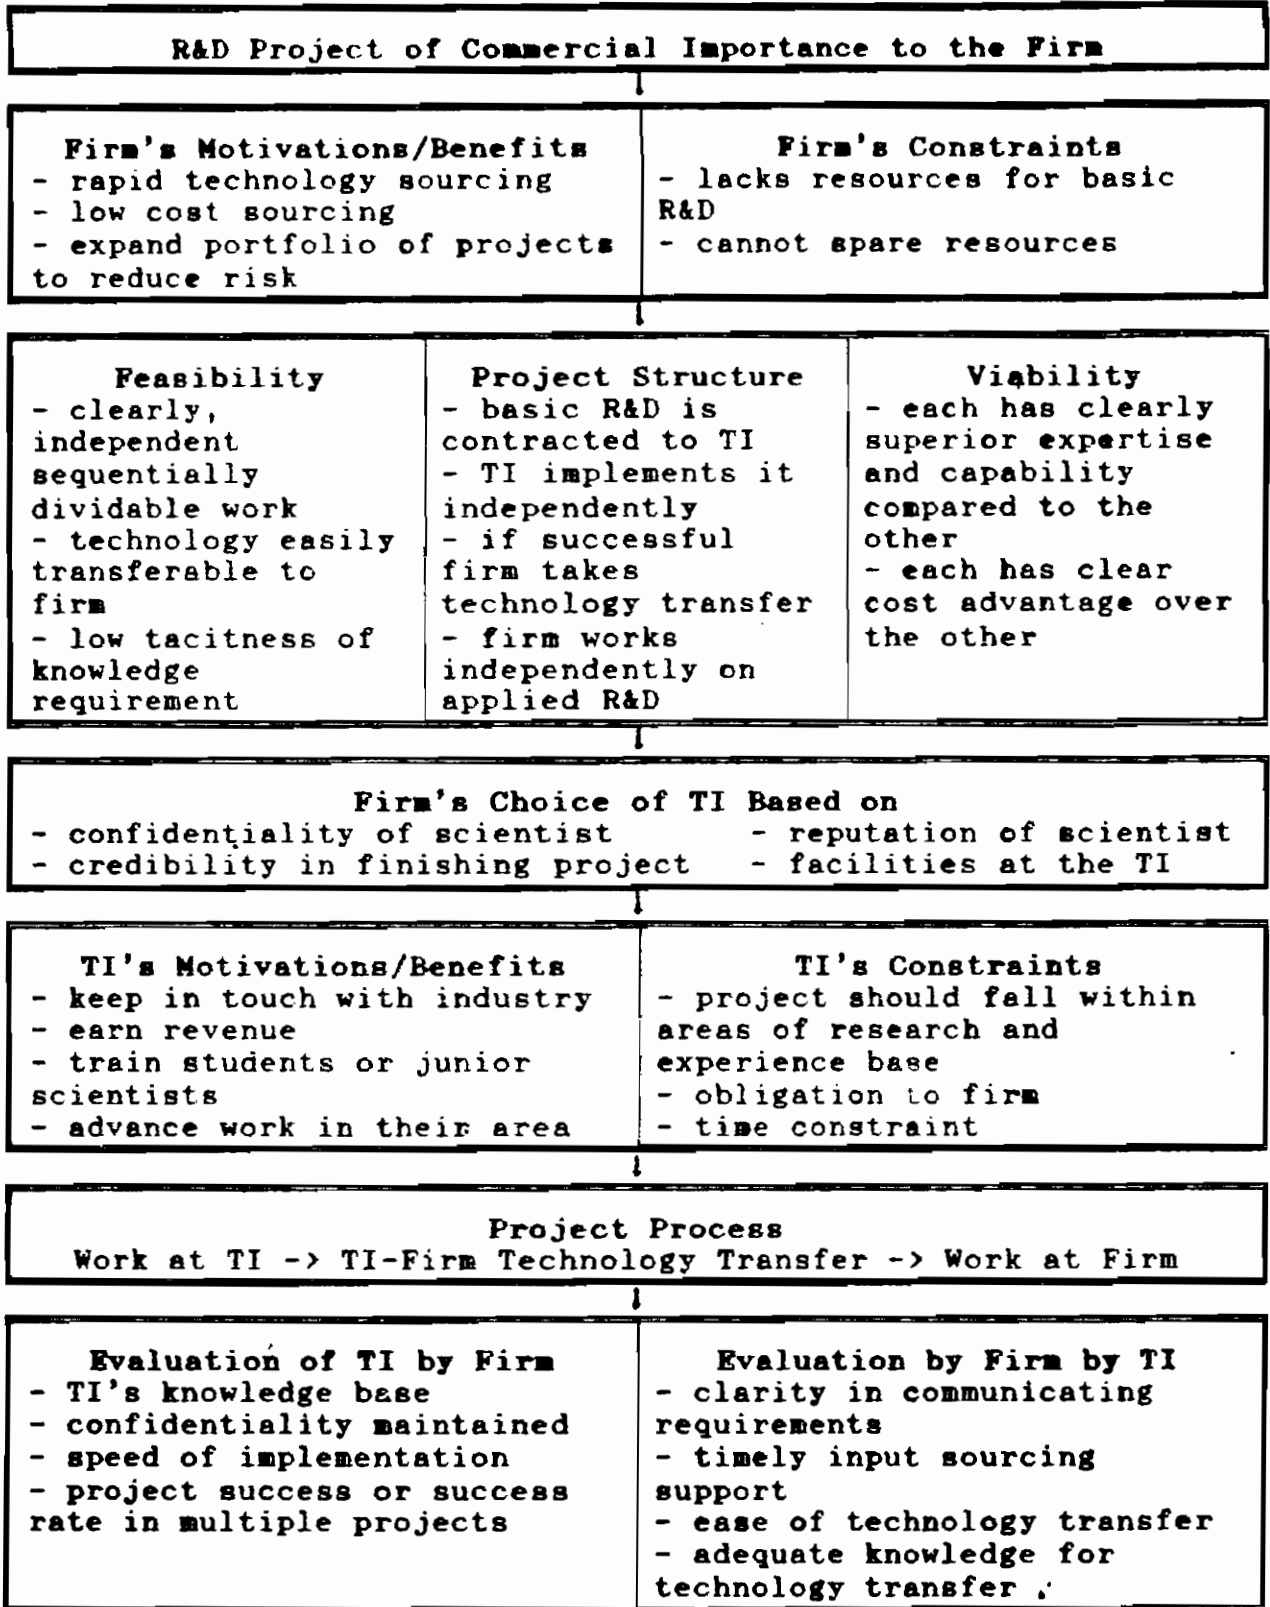 R&D Project of Commercial Importance to the Firm
Firm's Motivations/Benefits
- rapid technology sourcing
- low cost sourcing
- expand portfolio of projects
to reduce risk
Firm's Constraints
- lacks resources for basic
R&D
- cannot spare resources
Feasibility
- clearly,
independent
sequentially
dividable work
- technology easily
transferable to
firm
- low tacitness of
knowledge
requirement
Project Structure
- basic R&D is
contracted to TI
- TI implements it
independently
- if successful
firm takes
technology transfer
- firm works
independently on
applied R&D
Viability
- each has clearly
superior expertise
and capability
compared to the
other
- each has clear
cost advantage over
the other
Firm's Choice of TI Based on
- confidentiality of scientist - reputation of scientist
- credibility in finishing project - facilities at the TI
TI's Motivations/Benefits
- keep in touch with industry
- earn revenue
- train students or junior
scientists
- advance work in their area
TI's Constraints
- project should fall within
areas of research and
experience base
- obligation to firm
- time constraint
Project Process
Work at TI -> TI-Firm Technology Transfer -> Work at Firm
Evaluation of TI by Firm
- TI's knowledge base
- confidentiality maintained
- speed of implementation
- project success or success
rate in multiple projects
Evaluation by Firm by TI
- clarity in communicating
requirements
- timely input sourcing
support
- ease of technology transfer
- adequate knowledge for
technology transfer